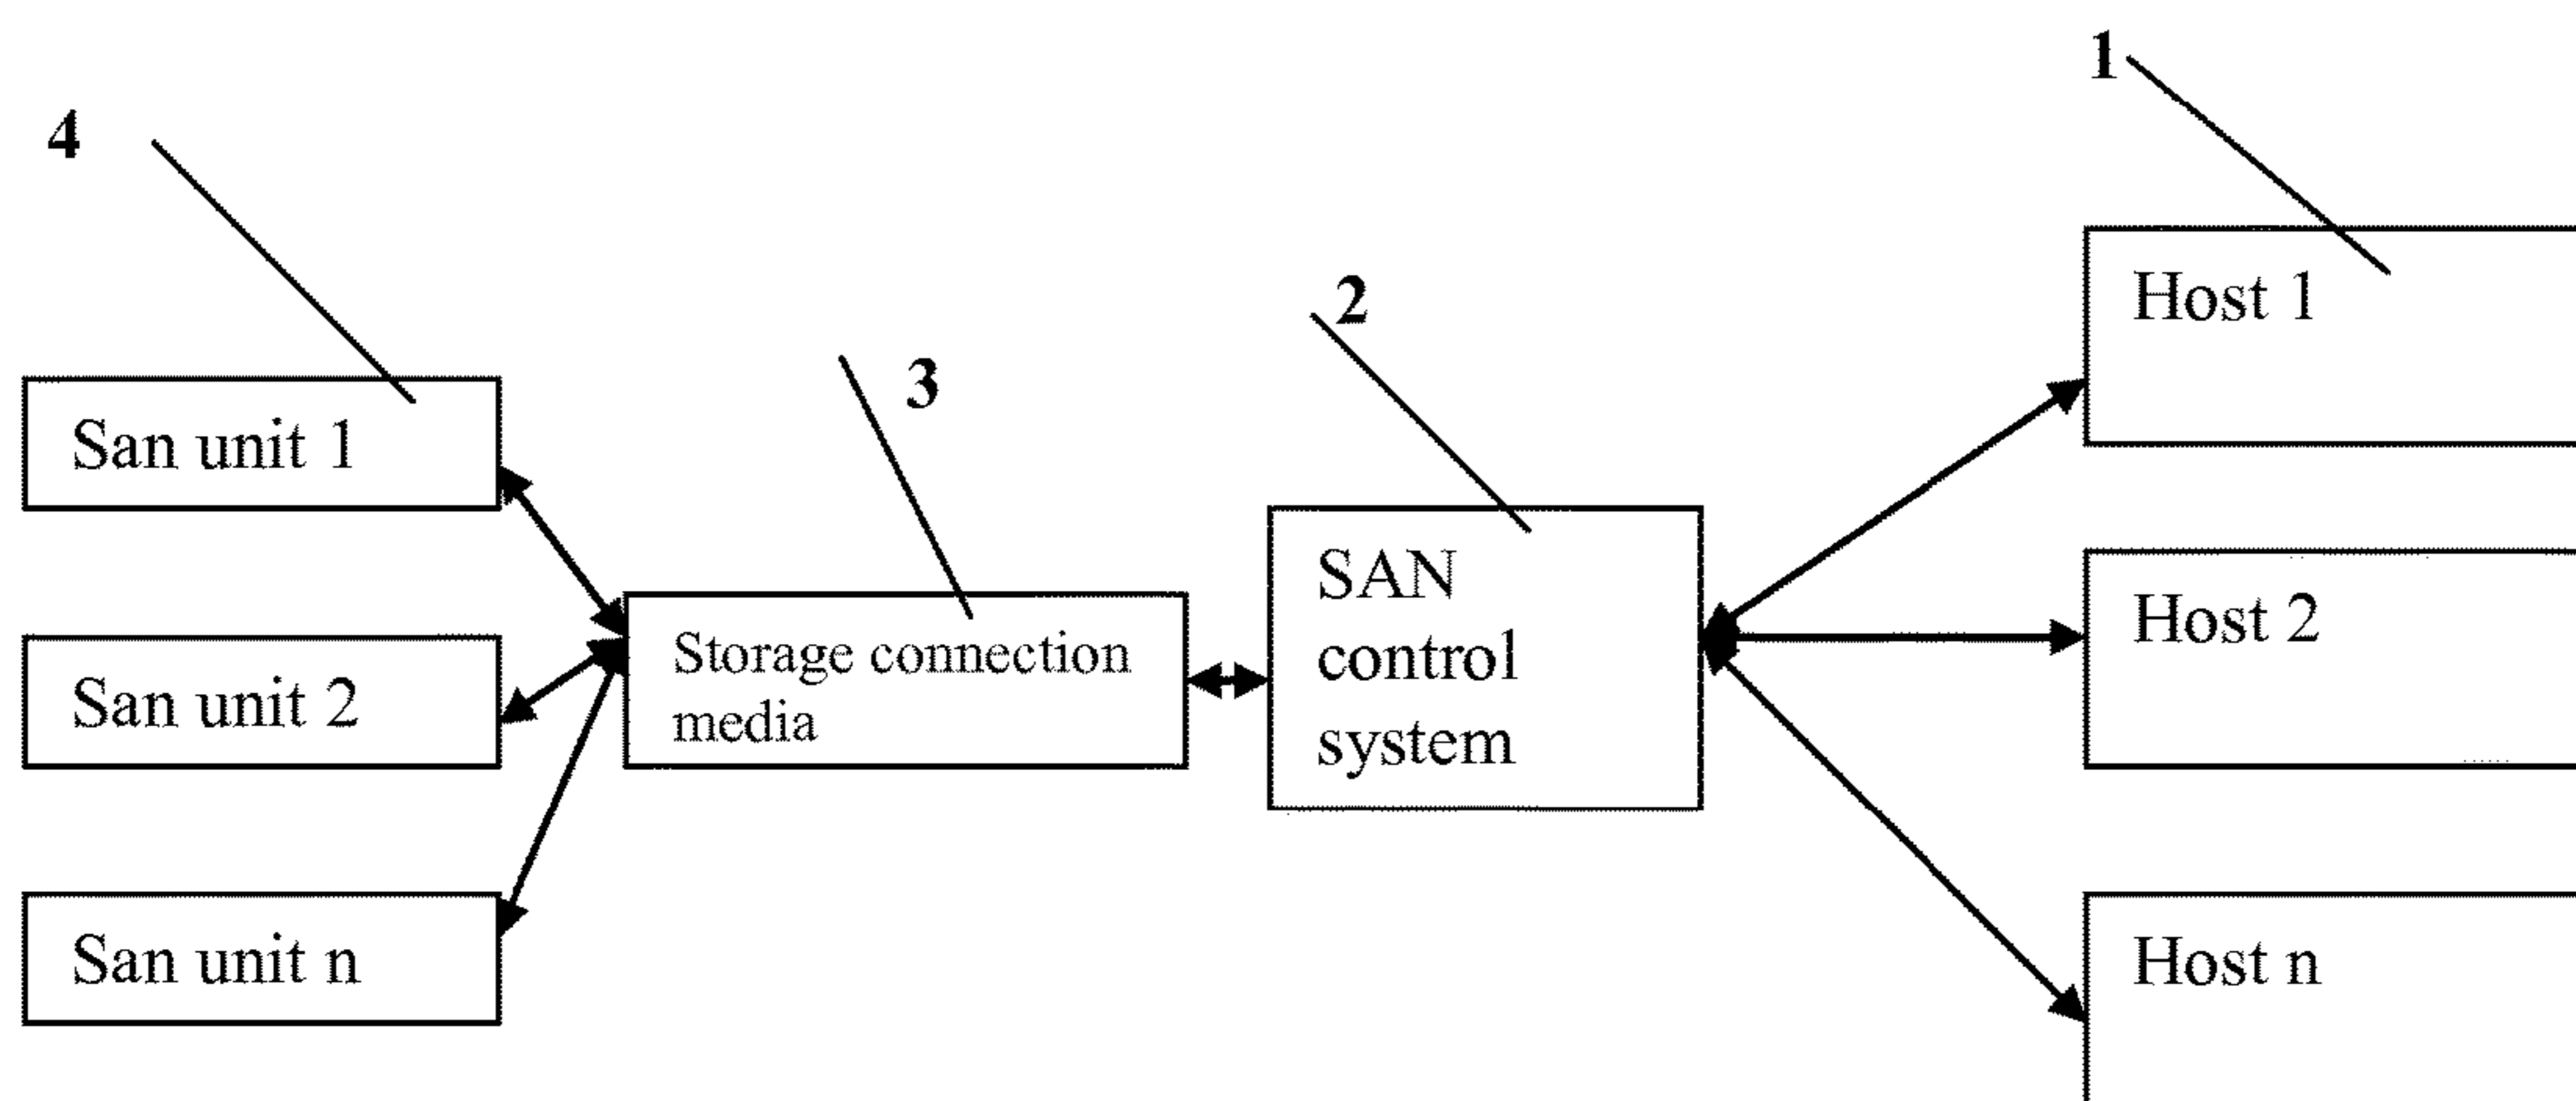 1
4
2
3
Host 1
San unit 1
SAN
control
system
Storage connection
media
Host 2
San unit 2
San unit n
Host n